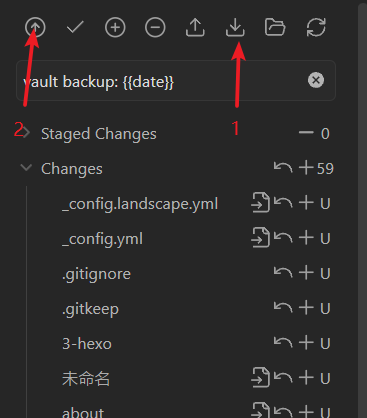 vault backup: {{date}}
2
1
Staged Changes 0
Changes 59
_config.landscape.yml U
_config.yml U
.gitignore U
.gitkeep U
3-hexo U
未命名 U
about U